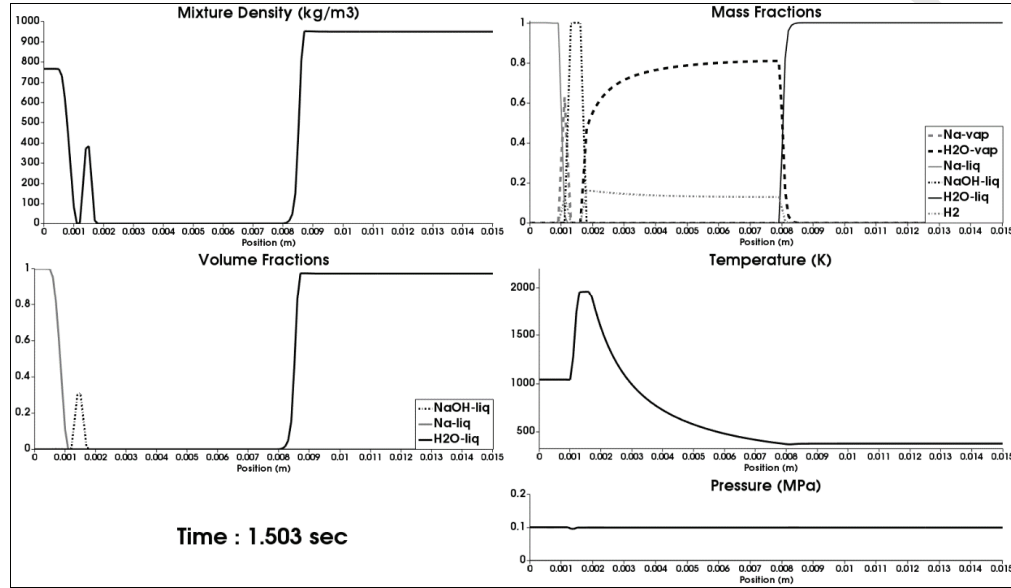 Mixture Density (kg/m3)
1000
900
800
700
600
500
400
300
200
100
0
0 0.001 0.002 0.003 0.004 0.005 0.006 0.007 0.008 0.009 0.01 0.011 0.012 0.013 0.014 0.015
Position (m)
Mass Fractions
1
0.8
0.6
0.4
0.2
0
Na-vap
H2O-vap
Na-liq
NaOH-liq
H2O-liq
H2
0 0.001 0.002 0.003 0.004 0.005 0.006 0.007 0.008 0.009 0.01 0.011 0.012 0.013 0.014 0.015
Position (m)
Volume Fractions
1
0.8
0.6
0.4
0.2
0
NaOH-liq
Na-liq
H2O-liq
0 0.001 0.002 0.003 0.004 0.005 0.006 0.007 0.008 0.009 0.01 0.011 0.012 0.013 0.014 0.015
Position (m)
Temperature (K)
2000
1500
1000
500
0 0.001 0.002 0.003 0.004 0.005 0.006 0.007 0.008 0.009 0.01 0.011 0.012 0.013 0.014 0.015
Position (m)
Time : 1.503 sec
Pressure (MPa)
0.2
0.1
0
0 0.001 0.002 0.003 0.004 0.005 0.006 0.007 0.008 0.009 0.01 0.011 0.012 0.013 0.014 0.015
Position (m)